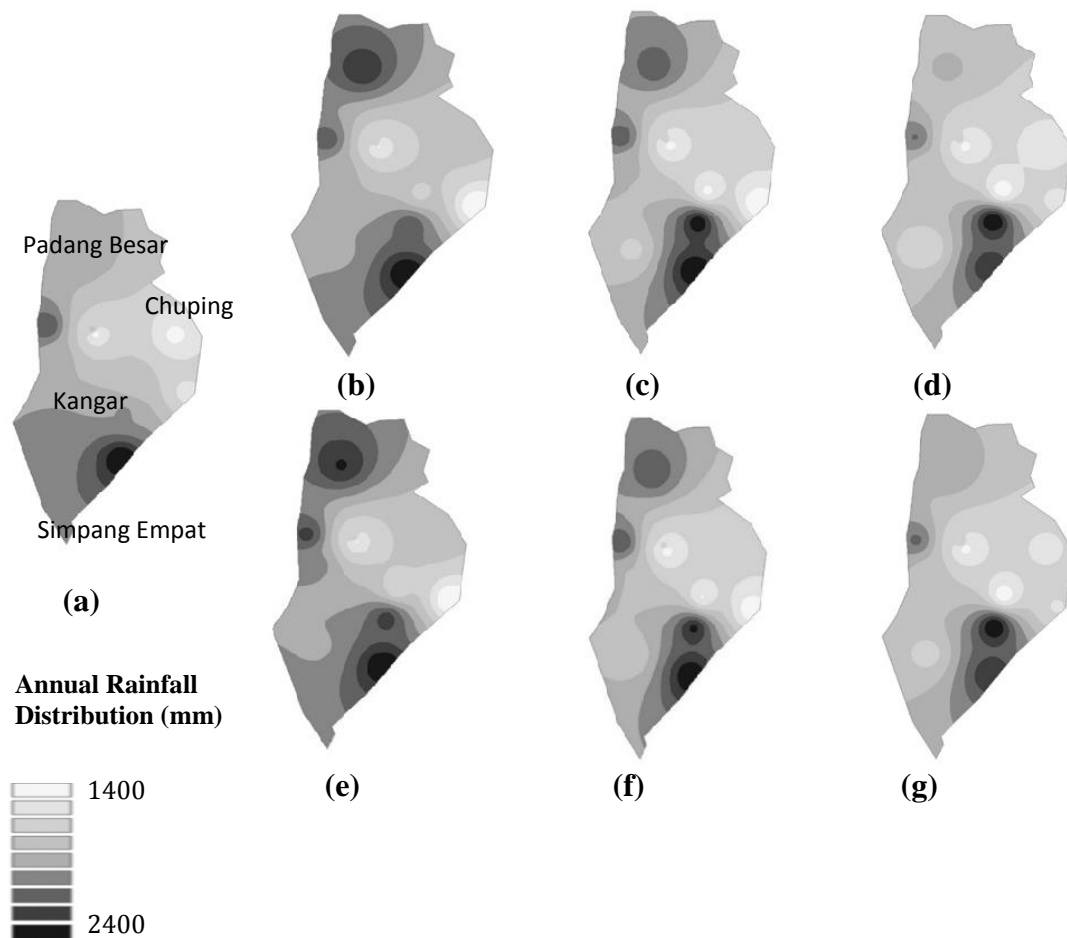 Padang Besar
Chuping
Kangar
Simpang Empat
(a)
(b)
(c)
(d)
(e)
(f)
(g)
Annual Rainfall
Distribution (mm)
1400
2400